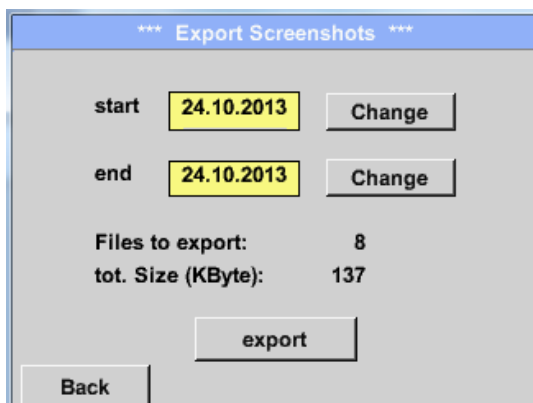 *** Export Screenshots ***
start 24.10.2013 Change
end 24.10.2013 Change
Files to export: 8
tot. Size (KByte): 137
export
Back